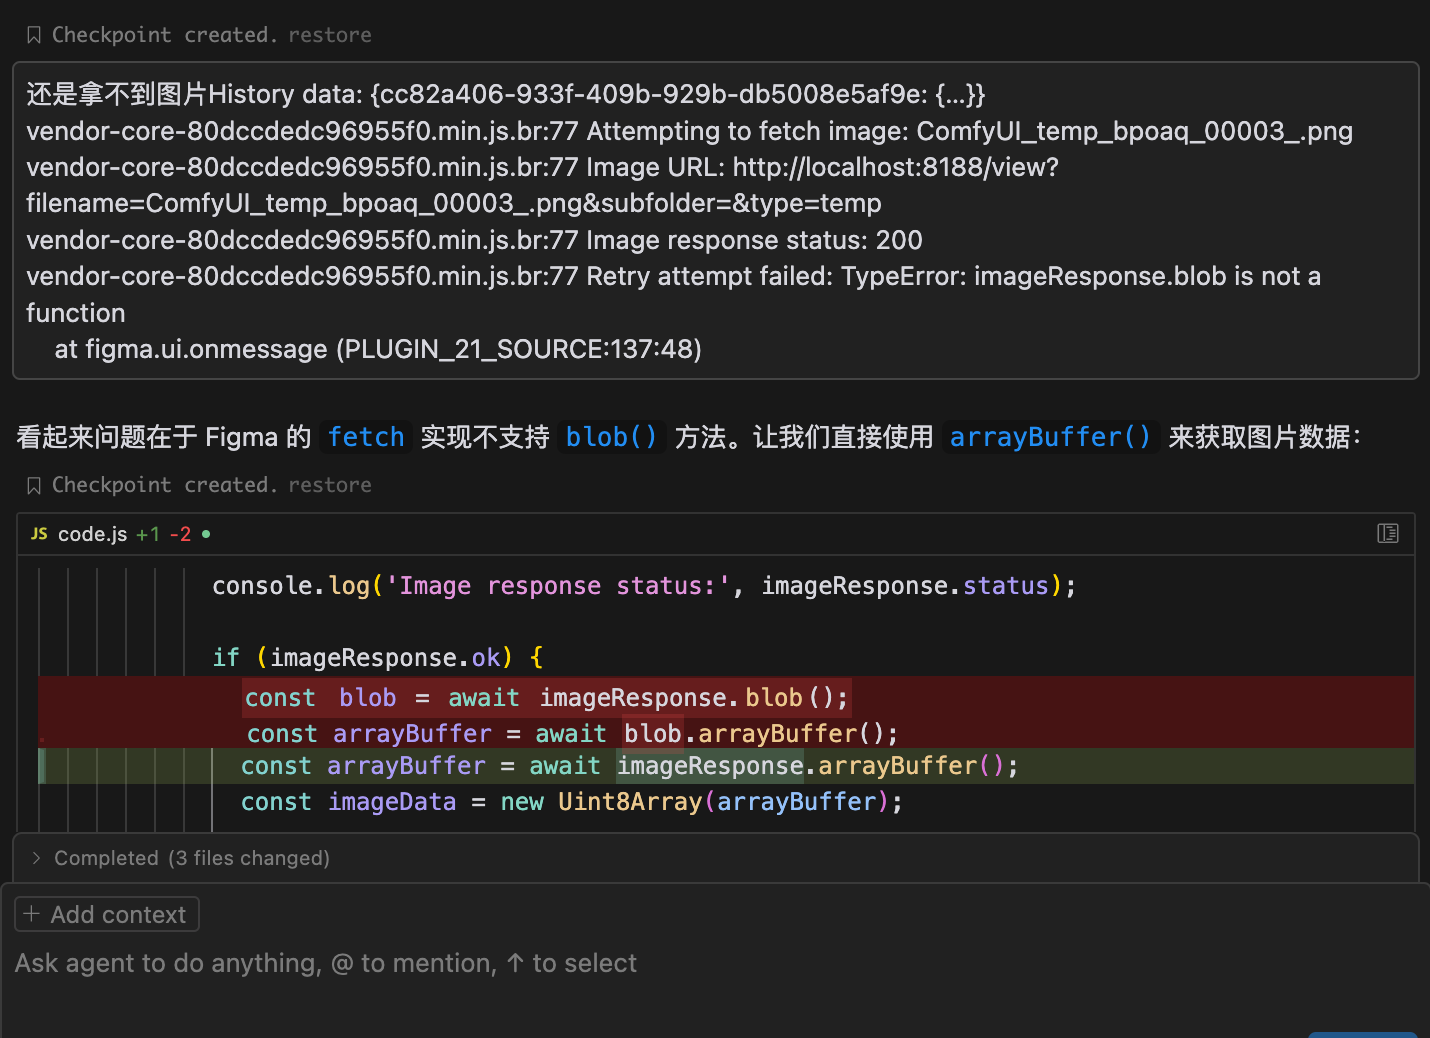 Checkpoint created. restore
还是拿不到图片History data: {cc82a406-933f-409b-929b-db5008e5af9e: {…}}
vendor-core-80dccdedc96955f0.min.js.br:77 Attempting to fetch image: ComfyUI_temp_bpoaq_00003_.png
vendor-core-80dccdedc96955f0.min.js.br:77 Image URL: http://localhost:8188/view?
filename=ComfyUI_temp_bpoaq_00003_.png&subfolder=&type=temp
vendor-core-80dccdedc96955f0.min.js.br:77 Image response status: 200
vendor-core-80dccdedc96955f0.min.js.br:77 Retry attempt failed: TypeError: imageResponse.blob is not a
function
    at figma.ui.onmessage (PLUGIN_21_SOURCE:137:48)
看起来问题在于 Figma 的 fetch 实现不支持 blob() 方法。让我们直接使用 arrayBuffer() 来获取图片数据：
Checkpoint created. restore
JS code.js +1 -2
console.log('Image response status:', imageResponse.status);
if (imageResponse.ok) {
const blob = await imageResponse.blob();
const arrayBuffer = await blob.arrayBuffer();
const arrayBuffer = await imageResponse.arrayBuffer();
const imageData = new Uint8Array(arrayBuffer);
Completed (3 files changed)
+ Add context
Ask agent to do anything, @ to mention, ↑ to select